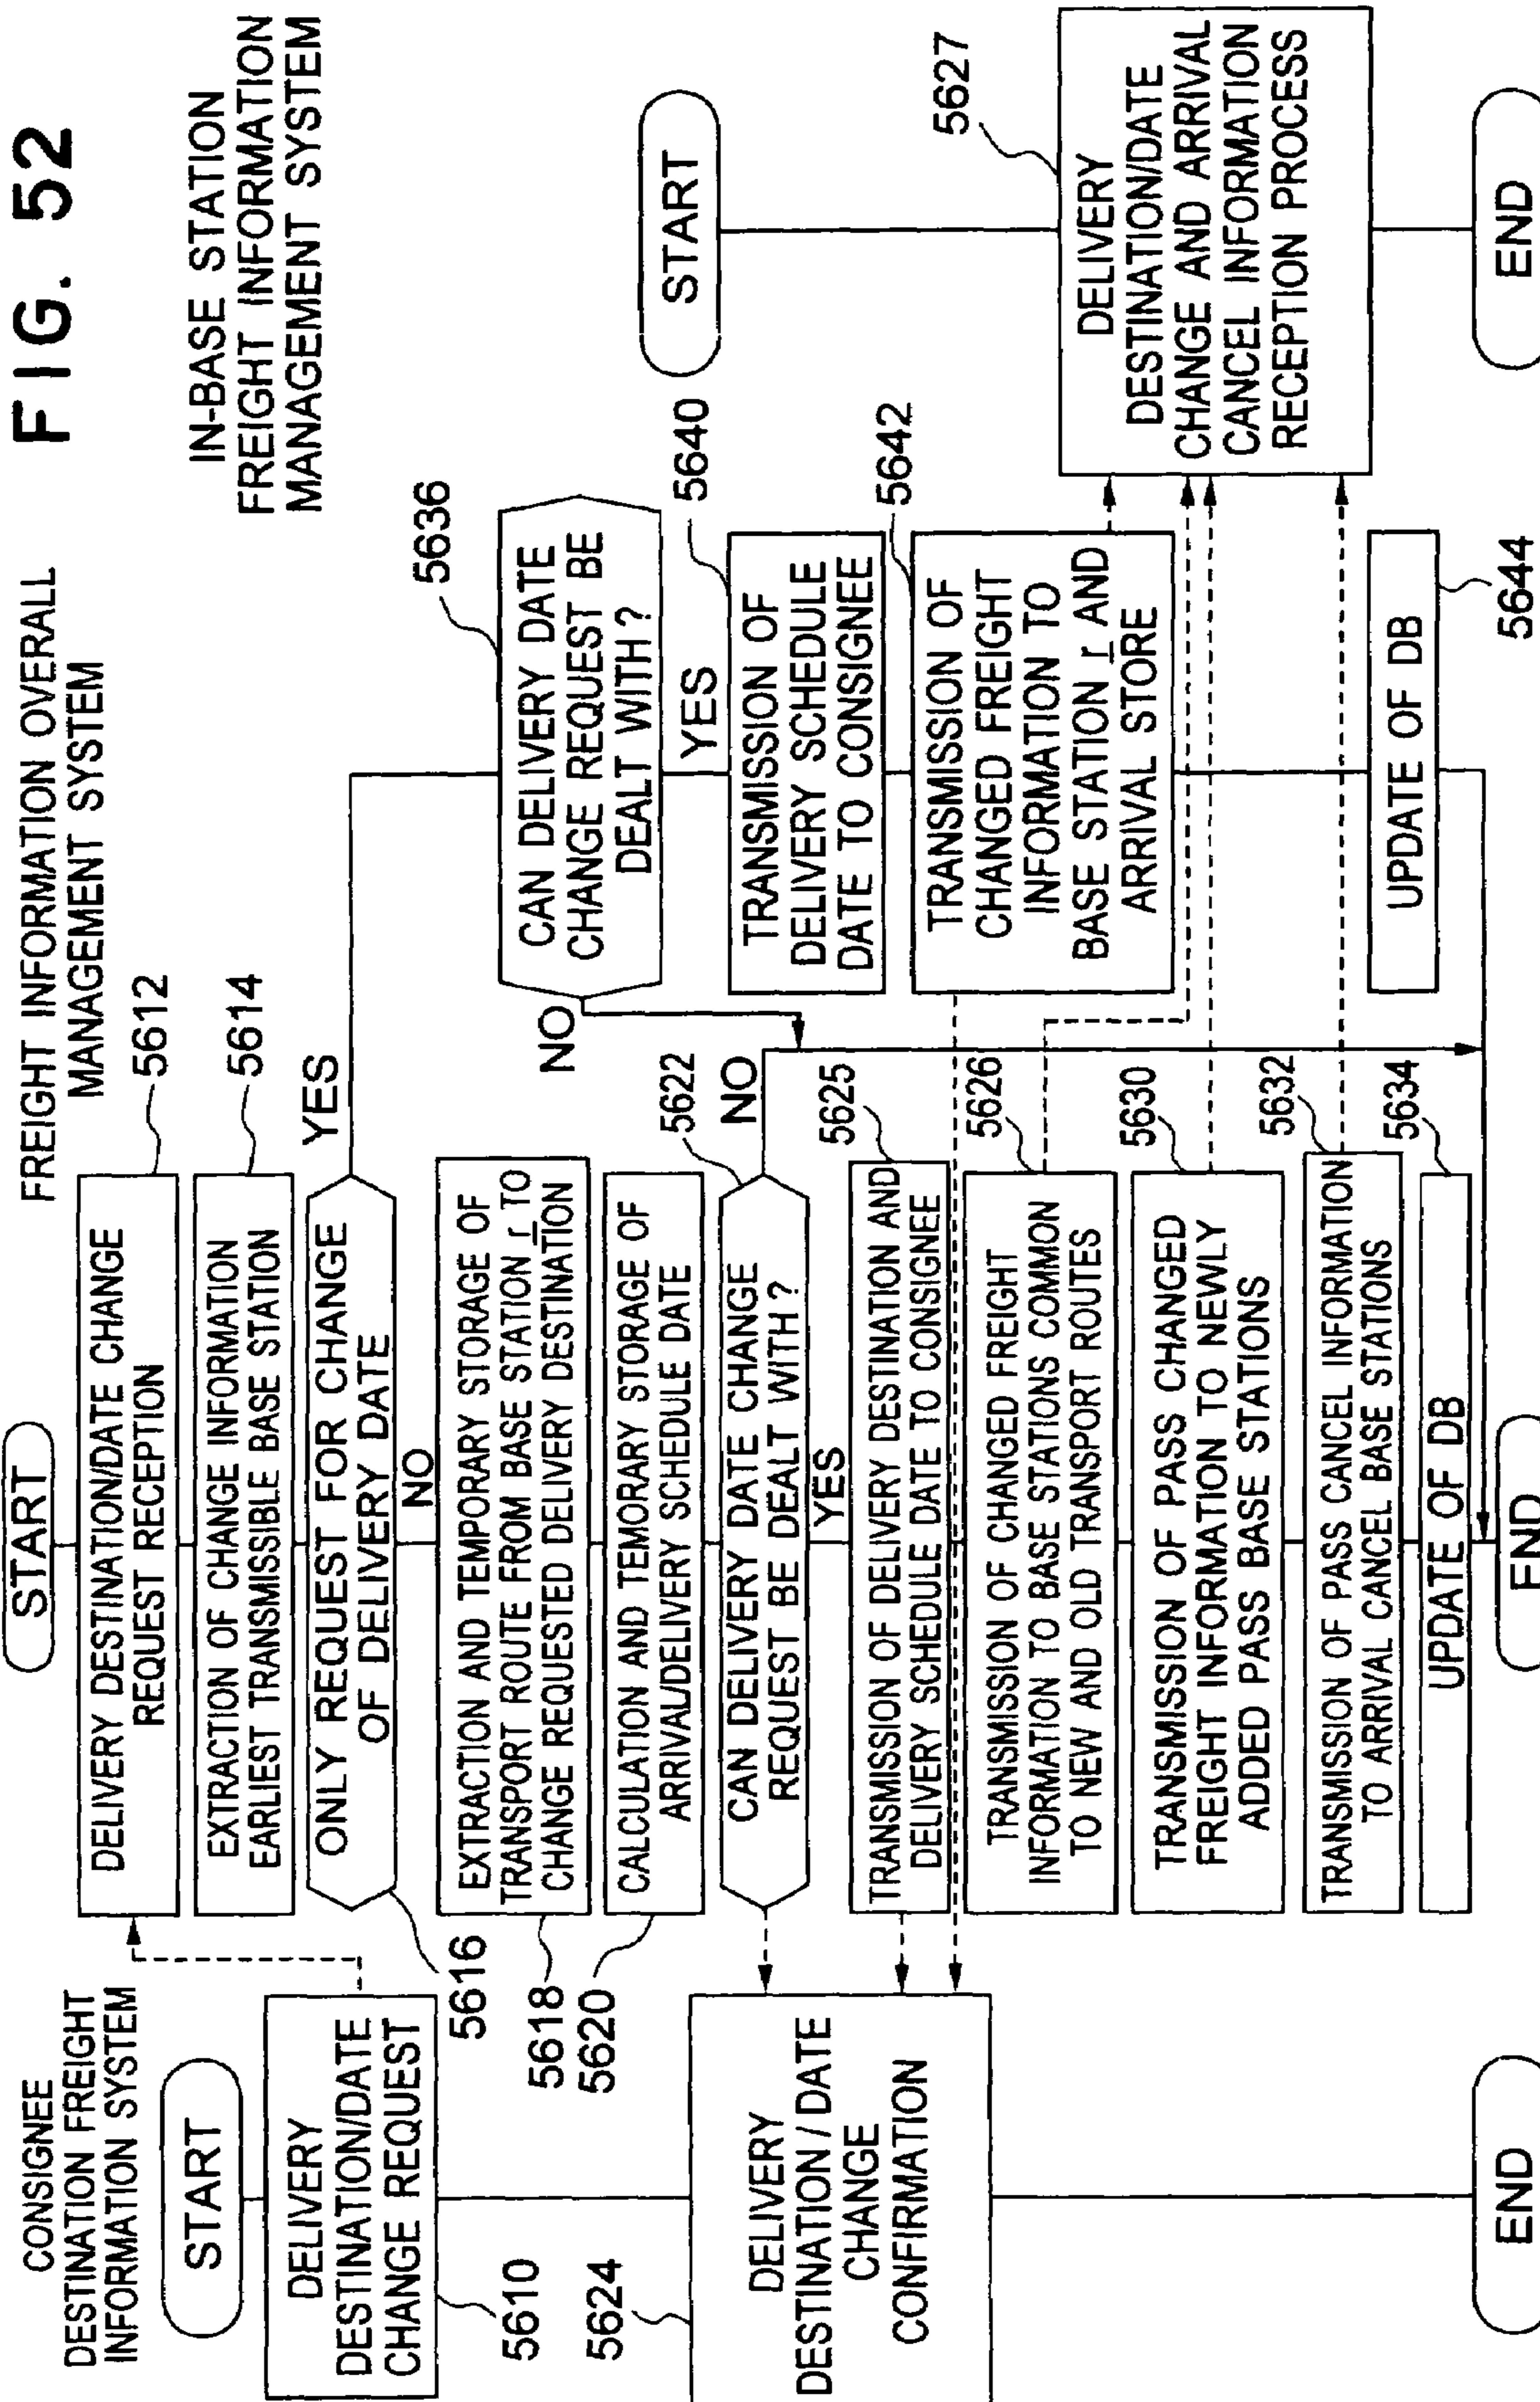 FIG. 52
CONSIGNEE
DESTINATION FREIGHT
INFORMATION SYSTEM
START
DELIVERY
DESTINATION/DATE
CHANGE REQUEST
5610
5624
DELIVERY
DESTINATION / DATE
CHANGE
CONFIRMATION
END
FREIGHT INFORMATION OVERALL
MANAGEMENT SYSTEM
START
DELIVERY DESTINATION/DATE CHANGE
REQUEST RECEPTION
5612
EXTRACTION OF CHANGE INFORMATION
EARLIEST TRANSMISSIBLE BASE STATION
5614
ONLY REQUEST FOR CHANGE
OF DELIVERY DATE
5616
YES
NO
EXTRACTION AND TEMPORARY STORAGE OF
TRANSPORT ROUTE FROM BASE STATION r TO
CHANGE REQUESTED DELIVERY DESTINATION
5618
CALCULATION AND TEMORARY STORAGE OF
ARRIVAL/DELIVERY SCHEDULE DATE
5620
CAN DELIVERY DATE CHANGE
REQUEST BE DEALT WITH?
5622
NO
YES
TRANSMISSION OF DELIVERY DESTINATION AND
DELIVERY SCHEDULE DATE TO CONSIGNEE
5625
TRANSMISSION OF CHANGED FREIGHT
INFORMATION TO BASE STATIONS COMMON
TO NEW AND OLD TRANSPORT ROUTES
5626
TRANSMISSION OF PASS CHANGED
FREIGHT INFORMATION TO NEWLY
ADDED PASS BASE STATIONS
5630
TRANSMISSION OF PASS CANCEL INFORMATION
TO ARRIVAL CANCEL BASE STATIONS
5632
UPDATE OF DB
5634
END
CAN DELIVERY DATE
CHANGE REQUEST BE
DEALT WITH?
5636
NO
YES
TRANSMISSION OF
DELIVERY SCHEDULE
DATE TO CONSIGNEE
5640
TRANSMISSION OF
CHANGED FREIGHT
INFORMATION TO
BASE STATION r AND
ARRIVAL STORE
5642
UPDATE OF DB
5644
IN-BASE STATION
FREIGHT INFORMATION
MANAGEMENT SYSTEM
START
DELIVERY
DESTINATION/DATE
CHANGE AND ARRIVAL
CANCEL INFORMATION
RECEPTION PROCESS
5627
END